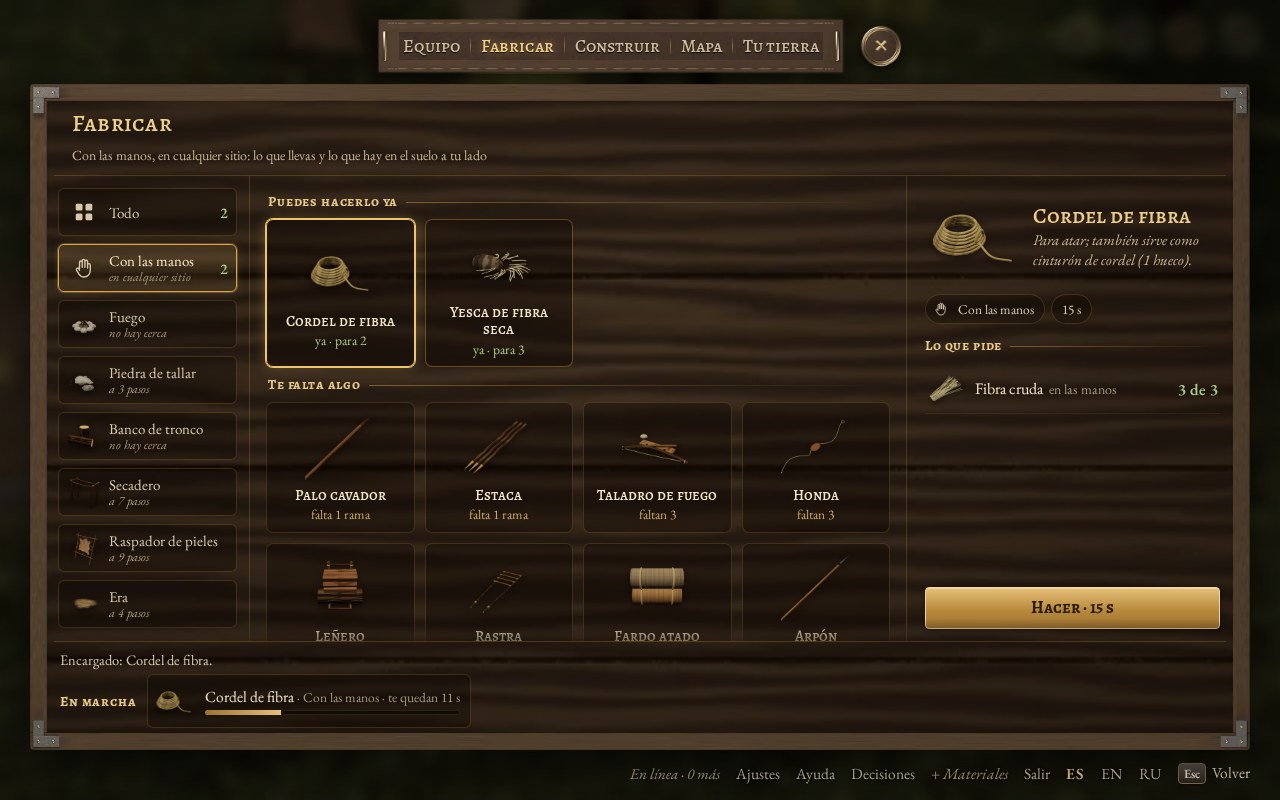 Equipo Fabricar Construir Mapa Tu tierra
Fabricar
Con las manos, en cualquier sitio: lo que llevas y lo que hay en el suelo a tu lado
Todo 2
Con las manos 2
en cualquier sitio
Fuego
no hay cerca
Piedra de tallar
a 3 pasos
Banco de tronco
no hay cerca
Secadero
a 7 pasos
Raspador de pieles
a 9 pasos
Era
a 4 pasos
Puedes hacerlo ya
Cordel de fibra
ya · para 2
Yesca de fibra
seca
ya · para 3
Te falta algo
Palo cavador
falta 1 rama
Estaca
falta 1 rama
Taladro de fuego
faltan 3
Honda
faltan 3
Leñero
Rastra
Fardo atado
Arpón
Cordel de fibra
Para atar; también sirve como
cinturón de cordel (1 hueco).
Con las manos 15 s
Lo que pide
Fibra cruda en las manos 3 de 3
Hacer · 15 s
Encargado: Cordel de fibra.
En marcha
Cordel de fibra · Con las manos · te quedan 11 s
En línea · 0 más Ajustes Ayuda Decisiones + Materiales Salir ES EN RU Esc Volver